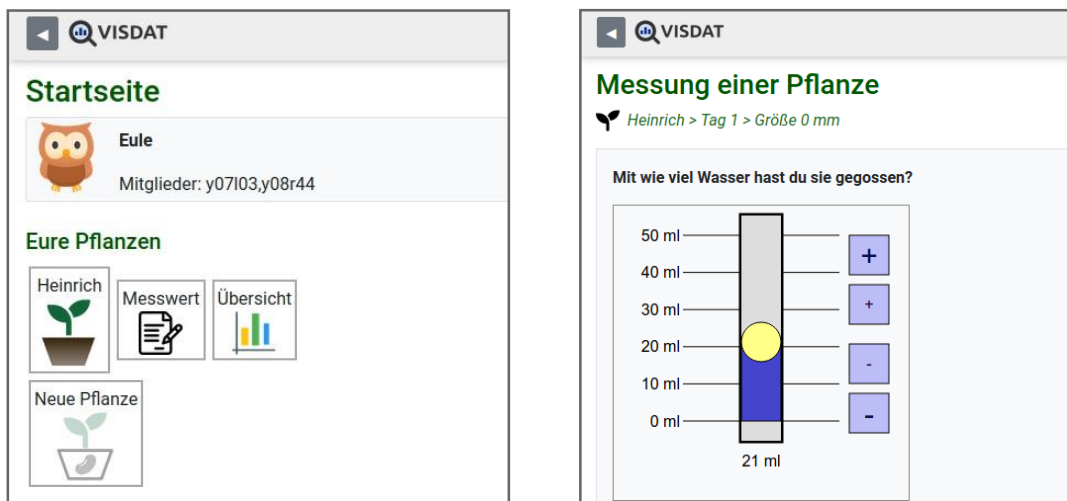 VISDAT
Startseite
Eule
Mitglieder: y07l03,y08r44
Eure Pflanzen
Heinrich
Messwert
Übersicht
Neue Pflanze
VISDAT
Messung einer Pflanze
Heinrich > Tag 1 > Größe 0 mm
Mit wie viel Wasser hast du sie gegossen?
50 ml
+
40 ml
30 ml
+
20 ml
-
10 ml
0 ml
-
21 ml